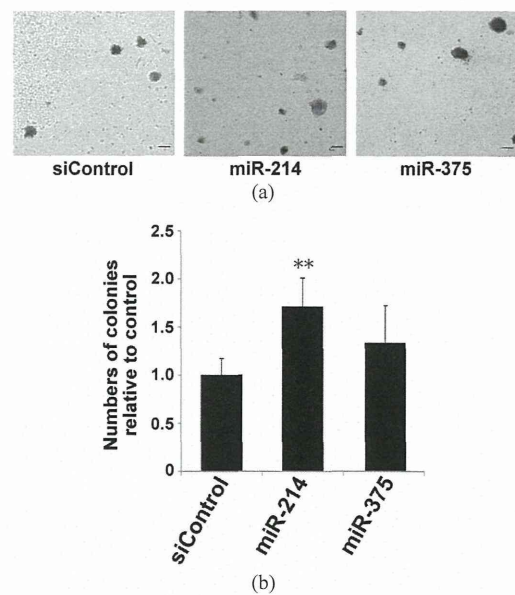 siControl miR-214 miR-375
(a)
Numbers of colonies
relative to control
2.5
2.0
1.5
1.0
0.5
0
**
siControl
miR-214
miR-375
(b)